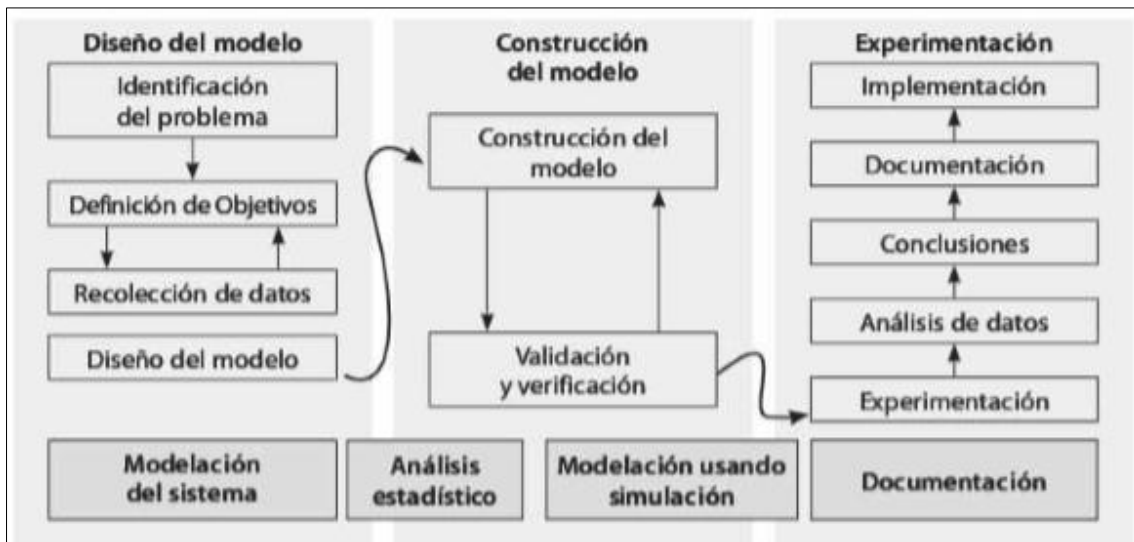 Diseño del modelo
Identificación
del problema
Definición de Objetivos
Recolección de datos
Diseño del modelo
Construcción
del modelo
Construcción del
modelo
Validación
y verificación
Experimentación
Implementación
Documentación
Conclusiones
Análisis de datos
Experimentación
Modelación
del sistema
Análisis
estadístico
Modelación usando
simulación
Documentación